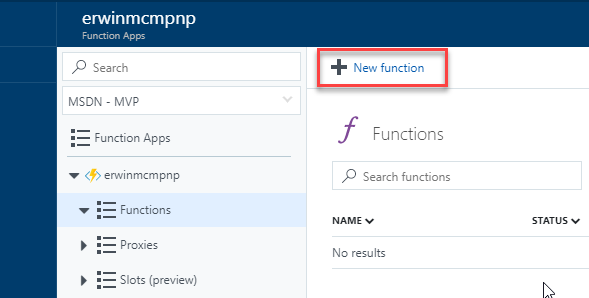 erwinmcmpnp
Function Apps
Search
MSDN - MVP
Function Apps
erwinmcmpnp
Functions
Proxies
Slots (preview)
New function
Functions
Search functions
NAME STATUS
No results